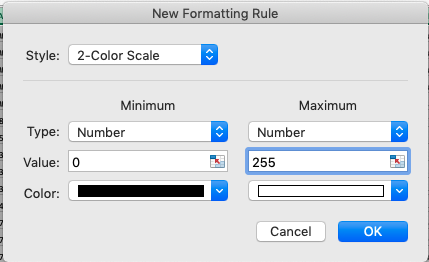 New Formatting Rule
Style: 2-Color Scale
Minimum Maximum
Type: Number Number
Value: 0 255
Color:
Cancel OK